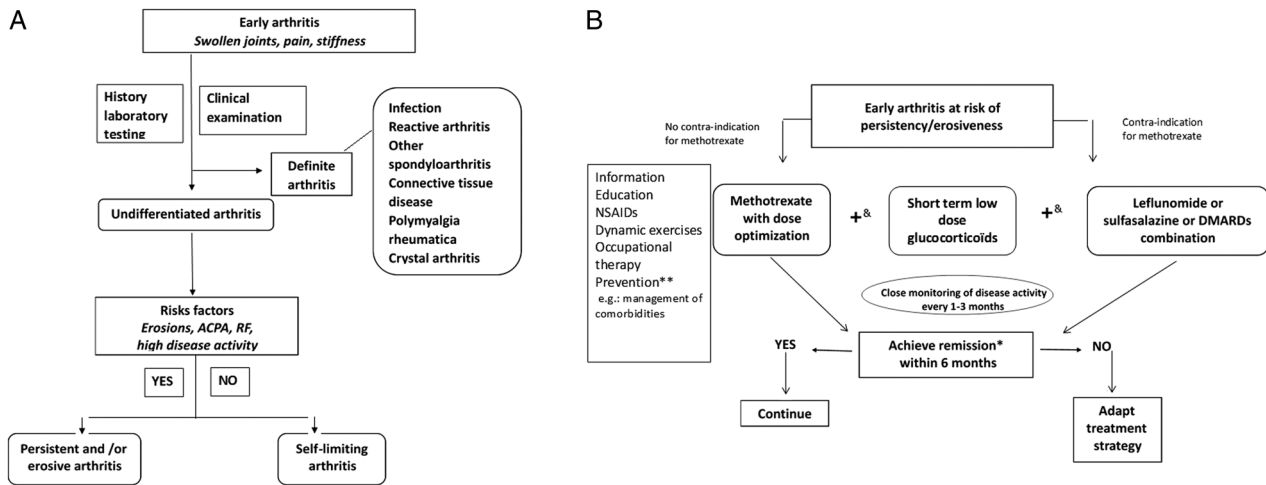 A
Early arthritis
Swollen joints, pain, stiffness
History
laboratory
testing
Clinical
examination
Definite
arthritis
Infection
Reactive arthritis
Other
spondyloarthritis
Connective tissue
disease
Polymyalgia
rheumatica
Crystal arthritis
Undifferentiated arthritis
Risks factors
Erosions, ACPA, RF,
high disease activity
YES
NO
Persistent and /or
erosive arthritis
Self-limiting
arthritis
B
Early arthritis at risk of
persistency/erosiveness
No contra-indication
for methotrexate
Contra-indication
for methotrexate
Information
Education
NSAIDs
Dynamic exercises
Occupational
therapy
Prevention**
e.g.: management of
comorbidities
Methotrexate
with dose
optimization
+&
Short term low
dose
glucocorticoïds
+&
Leflunomide or
sulfasalazine or DMARDs
combination
Close monitoring of disease activity
every 1-3 months
YES
Achieve remission*
within 6 months
NO
Continue
Adapt
treatment
strategy